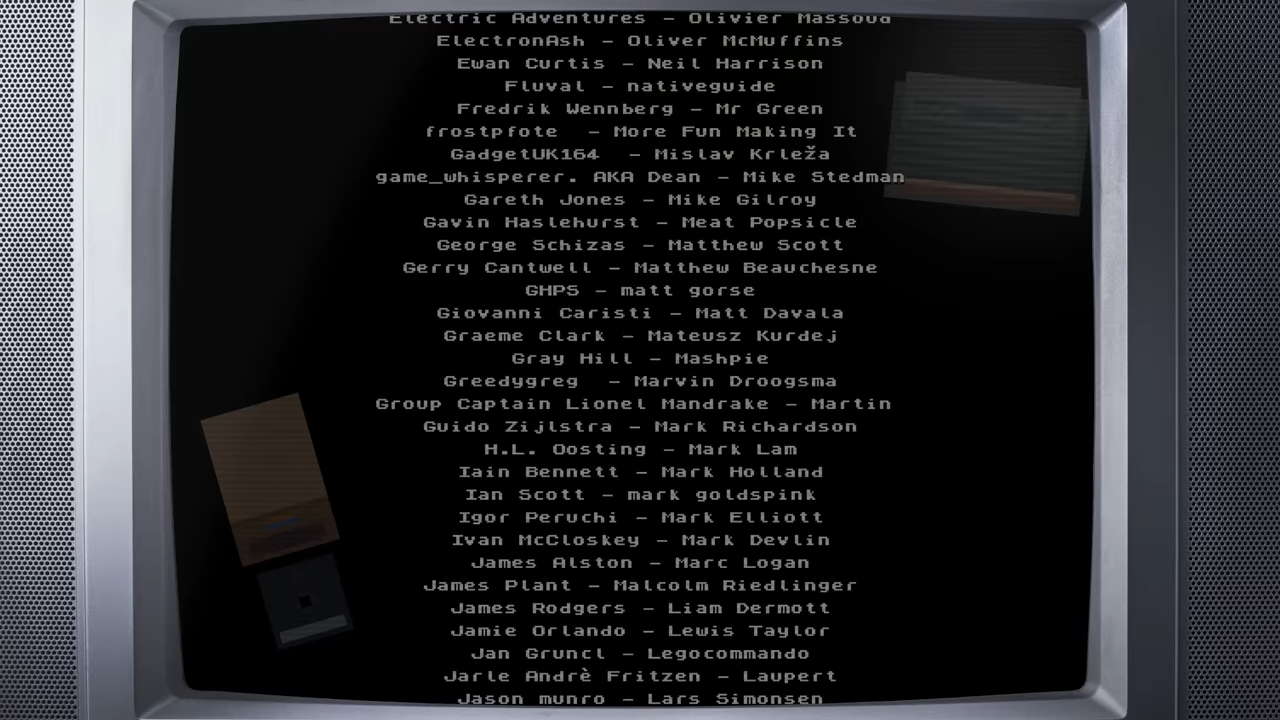 Electric Adventures - Olivier Massoud
ElectronAsh - Oliver McMuffins
Ewan Curtis - Neil Harrison
Fluval - nativeguide
Fredrik Wennberg - Mr Green
frostpfote  - More Fun Making It
GadgetUK164  - Mislav Krleža
game_whisperer. AKA Dean - Mike Stedman
Gareth Jones - Mike Gilroy
Gavin Haslehurst - Meat Popsicle
George Schizas - Matthew Scott
Gerry Cantwell - Matthew Beauchesne
GHPS - matt gorse
Giovanni Caristi - Matt Davala
Graeme Clark - Mateusz Kurdej
Gray Hill - Mashpie
Greedygreg  - Marvin Droogsma
Group Captain Lionel Mandrake - Martin
Guido Zijlstra - Mark Richardson
H.L. Oosting - Mark Lam
Iain Bennett - Mark Holland
Ian Scott - mark goldspink
Igor Peruchi - Mark Elliott
Ivan McCloskey - Mark Devlin
James Alston - Marc Logan
James Plant - Malcolm Riedlinger
James Rodgers - Liam Dermott
Jamie Orlando - Lewis Taylor
Jan Gruncl - Legocommando
Jarle Andrè Fritzen - Laupert
Jason munro - Lars Simonsen